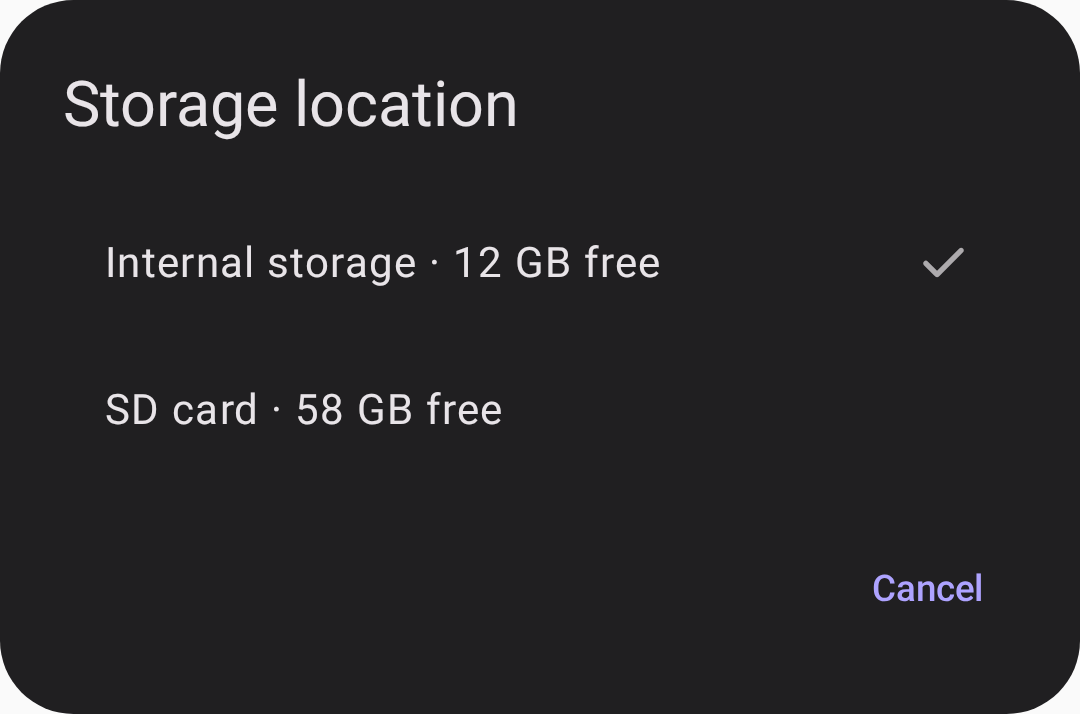 Storage location
Internal storage · 12 GB free
SD card · 58 GB free
Cancel